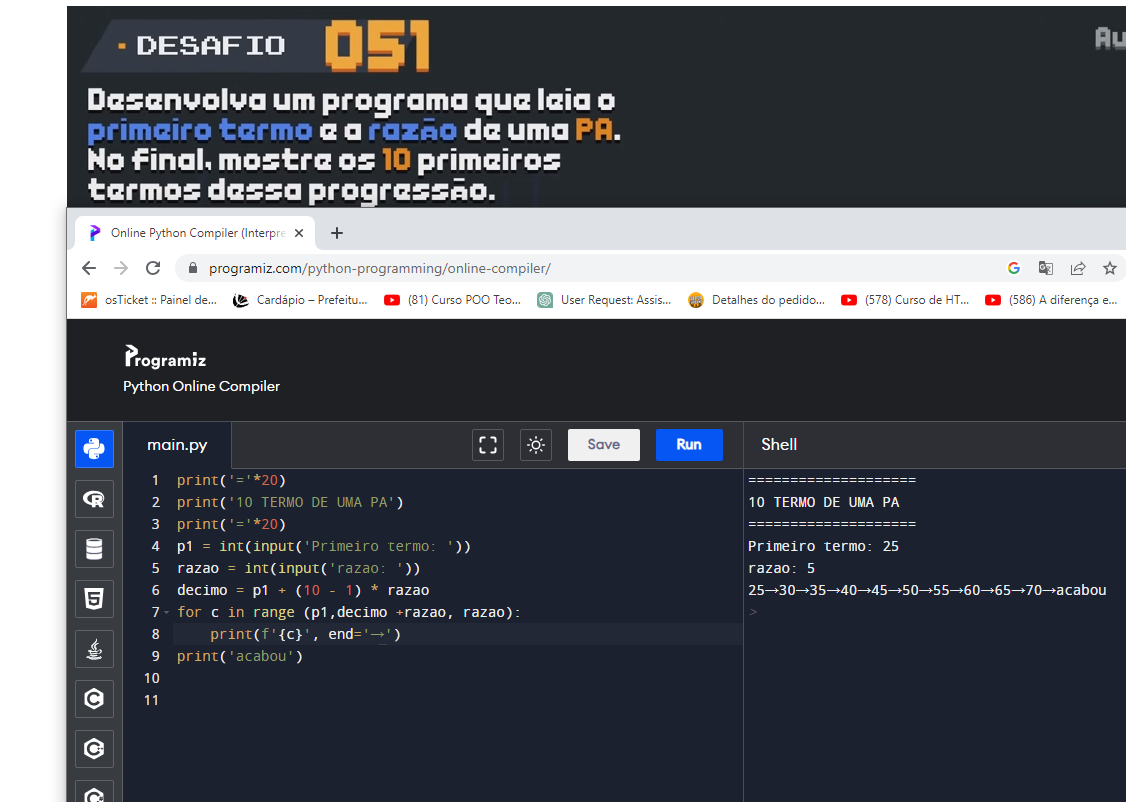 DESAFIO 051
Au
Desenvolva um programa que leia o
primeiro termo e a razão de uma PA.
No final, mostre os 10 primeiros
termos dessa progressão.
Online Python Compiler (Interpre
programiz.com/python-programming/online-compiler/
osTicket :: Painel de... Cardápio – Prefeitu... (81) Curso POO Teo... User Request: Assis... Detalhes do pedido... (578) Curso de HT... (586) A diferença e...
Programiz
Python Online Compiler
main.py Save Run Shell
1 print('='*20)
2 print('10 TERMO DE UMA PA')
3 print('='*20)
4 p1 = int(input('Primeiro termo: '))
5 razao = int(input('razao: '))
6 decimo = p1 + (10 - 1) * razao
7 for c in range (p1,decimo +razao, razao):
8 print(f'{c}', end='→')
9 print('acabou')
10
11
====================
10 TERMO DE UMA PA
====================
Primeiro termo: 25
razao: 5
25→30→35→40→45→50→55→60→65→70→acabou
>